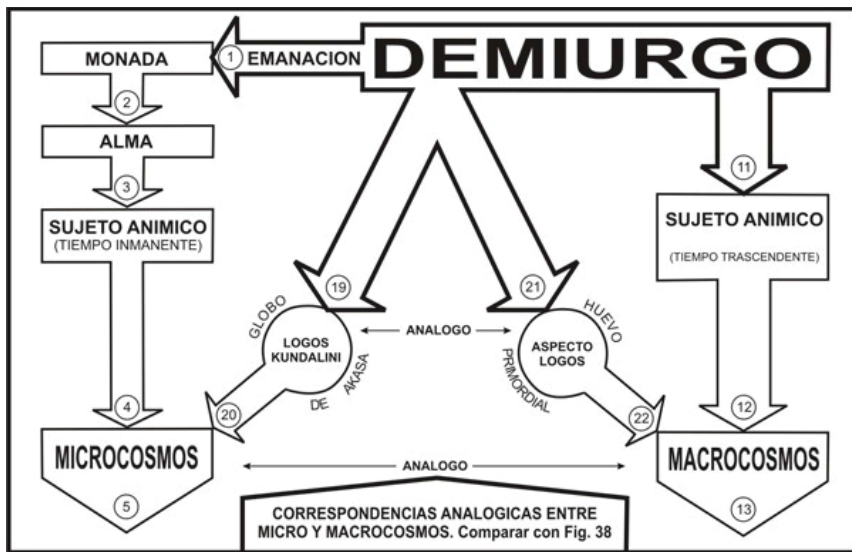 DEMIURGO
1 EMANACION
MONADA
2
ALMA
3
SUJETO ANIMICO
(TIEMPO INMANENTE)
4
MICROCOSMOS
5
11
SUJETO ANIMICO
(TIEMPO TRASCENDENTE)
12
MACROCOSMOS
13
19
GLOBO DE AKASA
LOGOS
KUNDALINI
20
ANALOGO
21
HUEVO PRIMORDIAL
ASPECTO
LOGOS
22
ANALOGO
CORRESPONDENCIAS ANALOGICAS ENTRE
MICRO Y MACROCOSMOS. Comparar con Fig. 38